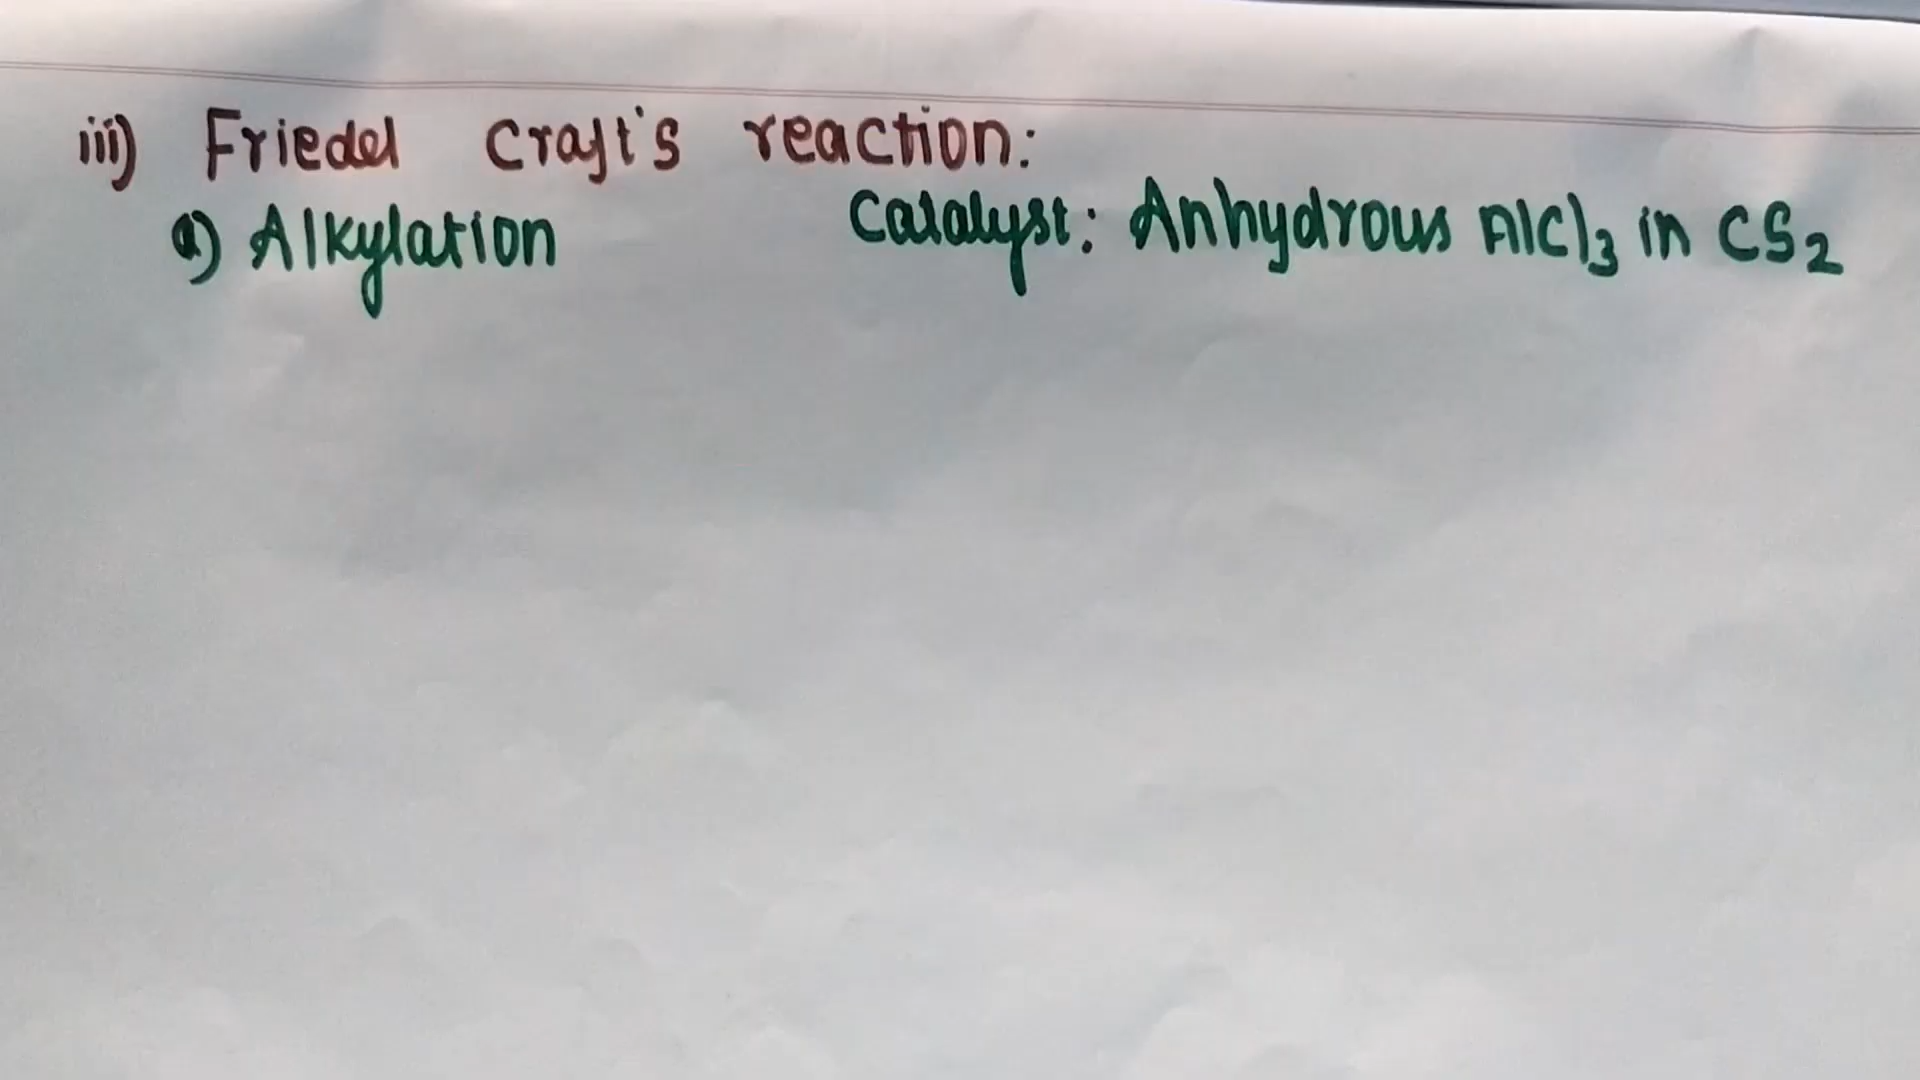 iii) Friedel Craft's reaction:
a) Alkylation Catalyst: Anhydrous AlCl3 in CS2